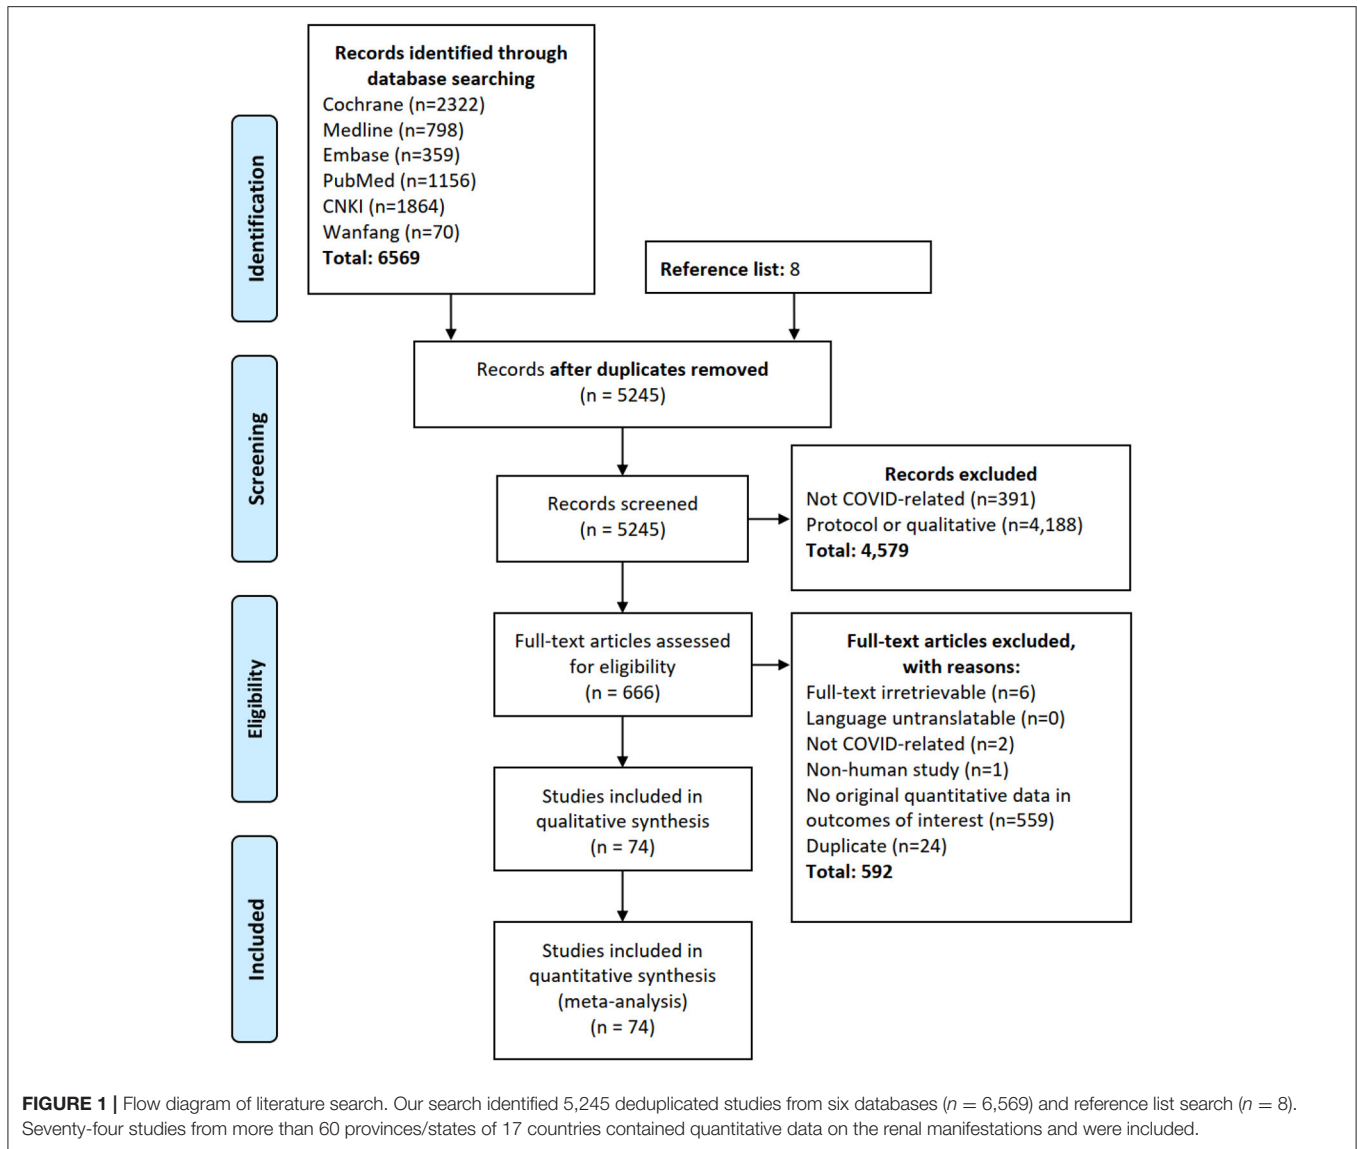 Records identified through
database searching
Cochrane (n=2322)
Medline (n=798)
Embase (n=359)
PubMed (n=1156)
CNKI (n=1864)
Wanfang (n=70)
Total: 6569
Reference list: 8
Identification
Records after duplicates removed
(n = 5245)
Screening
Records screened
(n = 5245)
Records excluded
Not COVID-related (n=391)
Protocol or qualitative (n=4,188)
Total: 4,579
Eligibility
Full-text articles assessed
for eligibility
(n = 666)
Full-text articles excluded,
with reasons:
Full-text irretrievable (n=6)
Language untranslatable (n=0)
Not COVID-related (n=2)
Non-human study (n=1)
No original quantitative data in
outcomes of interest (n=559)
Duplicate (n=24)
Total: 592
Studies included in
qualitative synthesis
(n = 74)
Included
Studies included in
quantitative synthesis
(meta-analysis)
(n = 74)
FIGURE 1 | Flow diagram of literature search. Our search identified 5,245 deduplicated studies from six databases (n = 6,569) and reference list search (n = 8).
Seventy-four studies from more than 60 provinces/states of 17 countries contained quantitative data on the renal manifestations and were included.